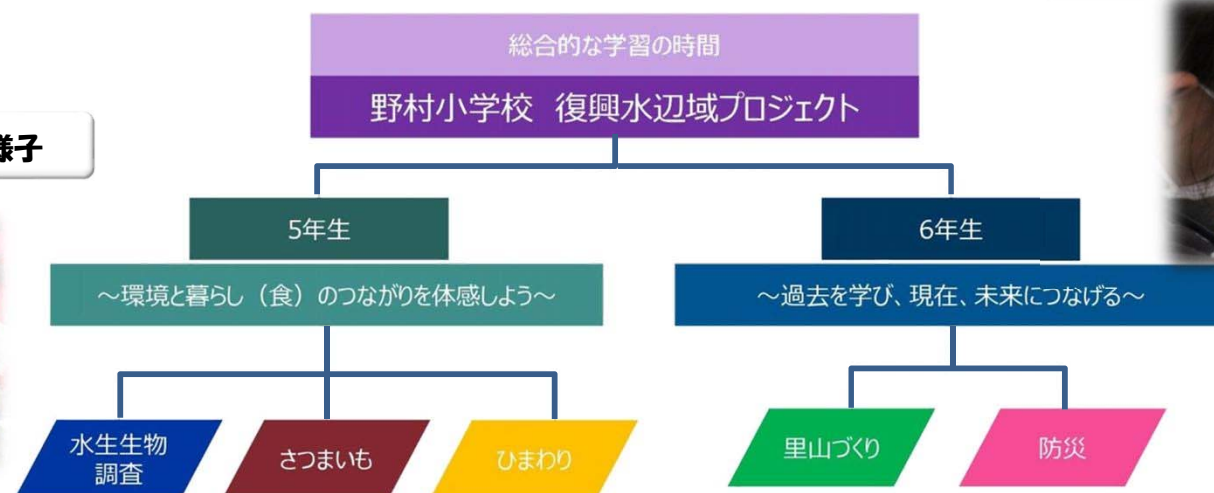 総合的な学習の時間
野村小学校 復興水辺域プロジェクト
様子
5年生
6年生
～環境と暮らし（食）のつながりを体感しよう～
～過去を学び、現在、未来につなげる～
水生生物
調査
さつまいも
ひまわり
里山づくり
防災